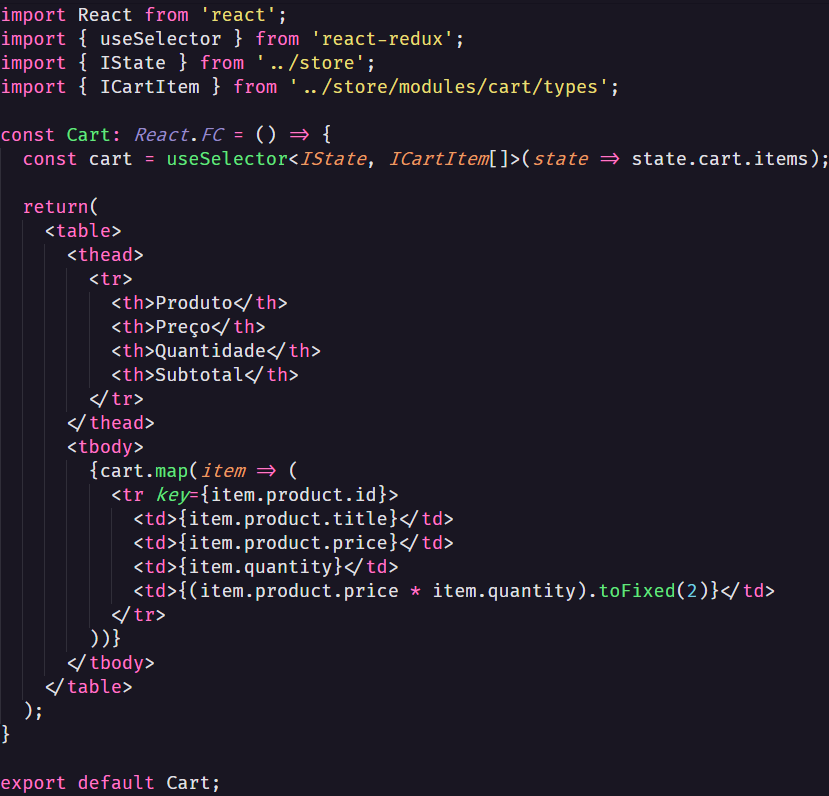 import React from 'react';
import { useSelector } from 'react-redux';
import { IState } from '../store';
import { ICartItem } from '../store/modules/cart/types';

const Cart: React.FC = () => {
  const cart = useSelector<IState, ICartItem[]>(state => state.cart.items);

  return(
    <table>
      <thead>
        <tr>
          <th>Produto</th>
          <th>Preço</th>
          <th>Quantidade</th>
          <th>Subtotal</th>
        </tr>
      </thead>
      <tbody>
        {cart.map(item => (
          <tr key={item.product.id}>
            <td>{item.product.title}</td>
            <td>{item.product.price}</td>
            <td>{item.quantity}</td>
            <td>{(item.product.price * item.quantity).toFixed(2)}</td>
          </tr>
        ))}
      </tbody>
    </table>
  );
}

export default Cart;